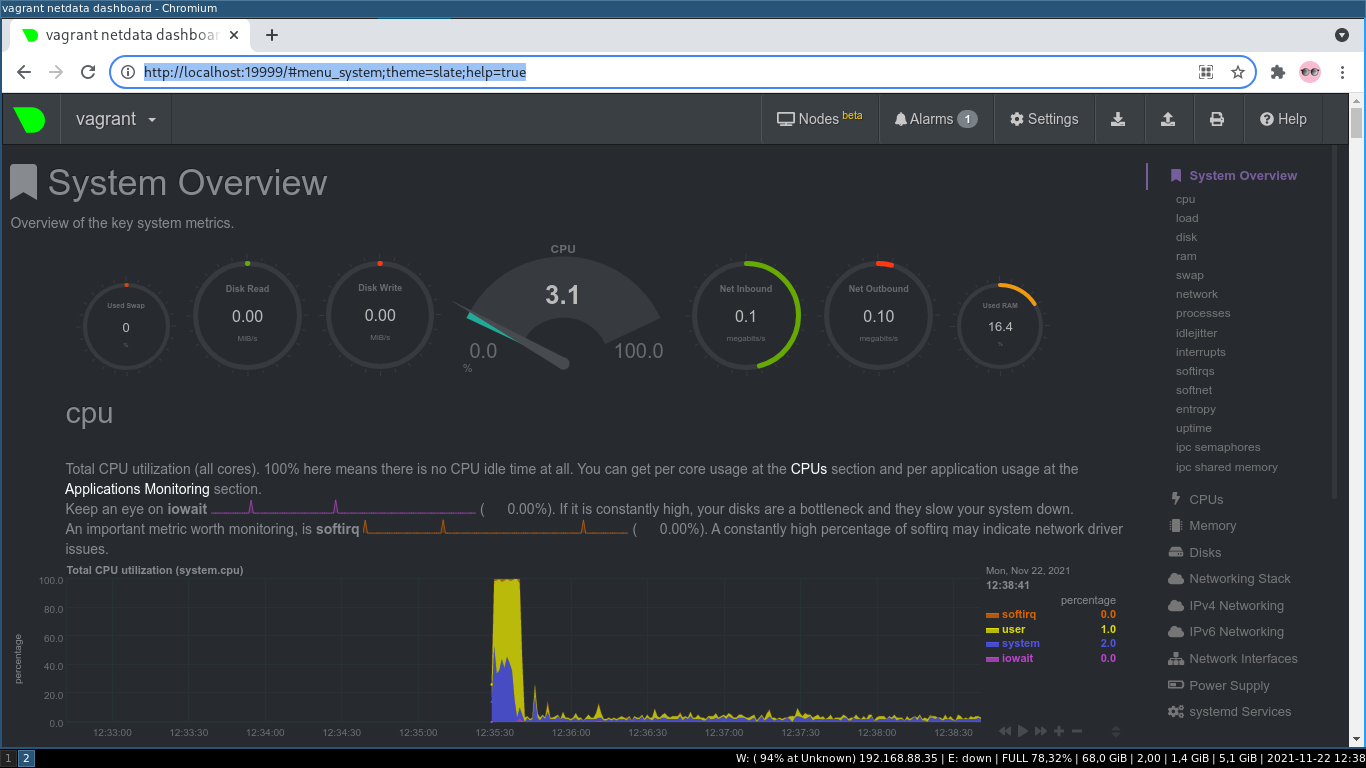 vagrant netdata dashboard - Chromium
vagrant netdata dashboar
http://localhost:19999/#menu_system;theme=slate;help=true
vagrant
Nodes beta
Alarms 1
Settings
Help
System Overview
Overview of the key system metrics.
Used Swap
0
%
Disk Read
0.00
MiB/s
Disk Write
0.00
MiB/s
CPU
3.1
0.0
100.0
%
Net Inbound
0.1
megabits/s
Net Outbound
0.10
megabits/s
Used RAM
16.4
%
cpu
Total CPU utilization (all cores). 100% here means there is no CPU idle time at all. You can get per core usage at the CPUs section and per application usage at the
Applications Monitoring section.
Keep an eye on iowait ( 0.00%). If it is constantly high, your disks are a bottleneck and they slow your system down.
An important metric worth monitoring, is softirq ( 0.00%). A constantly high percentage of softirq may indicate network driver
issues.
Total CPU utilization (system.cpu)
percentage
100.0
80.0
60.0
40.0
20.0
0.0
12:33:00 12:33:30 12:34:00 12:34:30 12:35:00 12:35:30 12:36:00 12:36:30 12:37:00 12:37:30 12:38:00 12:38:30
Mon, Nov 22, 2021
12:38:41
percentage
softirq 0.0
user 1.0
system 2.0
iowait 0.0
System Overview
cpu
load
disk
ram
swap
network
processes
idlejitter
interrupts
softirqs
softnet
entropy
uptime
ipc semaphores
ipc shared memory
CPUs
Memory
Disks
Networking Stack
IPv4 Networking
IPv6 Networking
Network Interfaces
Power Supply
systemd Services
1 2
W: ( 94% at Unknown) 192.168.88.35 | E: down | FULL 78,32% | 68,0 GiB | 2,00 | 1,4 GiB | 5,1 GiB | 2021-11-22 12:38